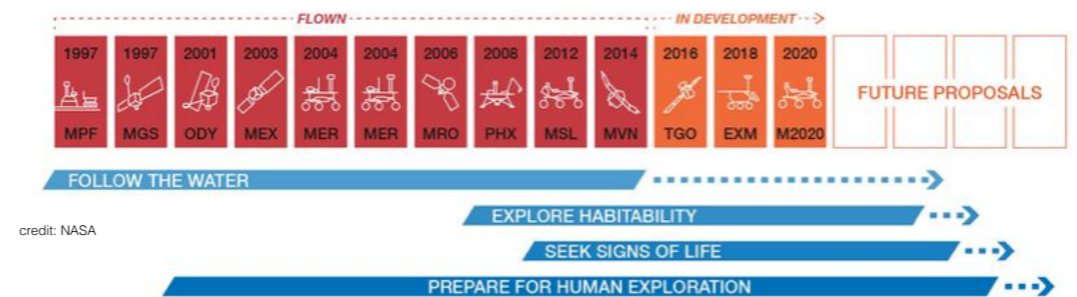 FLOWN
IN DEVELOPMENT
1997 1997 2001 2003 2004 2004 2006 2008 2012 2014 2016 2018 2020
MPF MGS ODY MEX MER MER MRO PHX MSL MVN TGO EXM M2020
FUTURE PROPOSALS
FOLLOW THE WATER
EXPLORE HABITABILITY
credit: NASA
SEEK SIGNS OF LIFE
PREPARE FOR HUMAN EXPLORATION